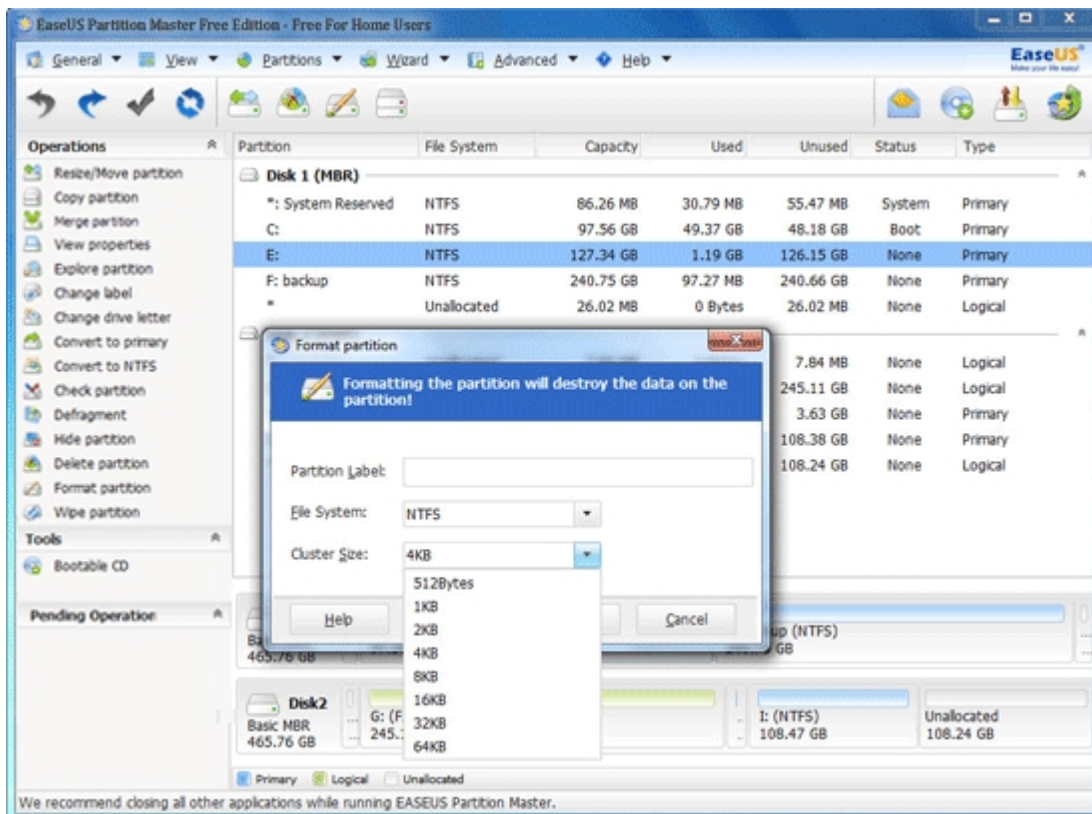 EaseUS Partition Master Free Edition - Free For Home Users
General View Partitions Wizard Advanced Help
EaseUS
Make your life easy!
Operations
Resize/Move partition
Copy partition
Merge partition
View properties
Explore partition
Change label
Change drive letter
Convert to primary
Convert to NTFS
Check partition
Defragment
Hide partition
Delete partition
Format partition
Wipe partition
Tools
Bootable CD
Pending Operation
Partition File System Capacity Used Unused Status Type
Disk 1 (MBR)
*: System Reserved NTFS 86.26 MB 30.79 MB 55.47 MB System Primary
C: NTFS 97.56 GB 49.37 GB 48.18 GB Boot Primary
E: NTFS 127.34 GB 1.19 GB 126.15 GB None Primary
F: backup NTFS 240.75 GB 97.27 MB 240.66 GB None Primary
* Unallocated 26.02 MB 0 Bytes 26.02 MB None Logical
7.84 MB None Logical
245.11 GB None Logical
3.63 GB None Primary
108.38 GB None Primary
108.24 GB None Logical
Format partition
Formatting the partition will destroy the data on the
partition!
Partition Label:
File System: NTFS
Cluster Size: 4KB
512Bytes
1KB
2KB
4KB
8KB
16KB
32KB
64KB
Help
Cancel
465.76 GB
up (NTFS)
GB
Disk2
Basic MBR
465.76 GB
G: (F
245.
I: (NTFS)
108.47 GB
Unallocated
108.24 GB
Primary Logical Unallocated
We recommend closing all other applications while running EASEUS Partition Master.